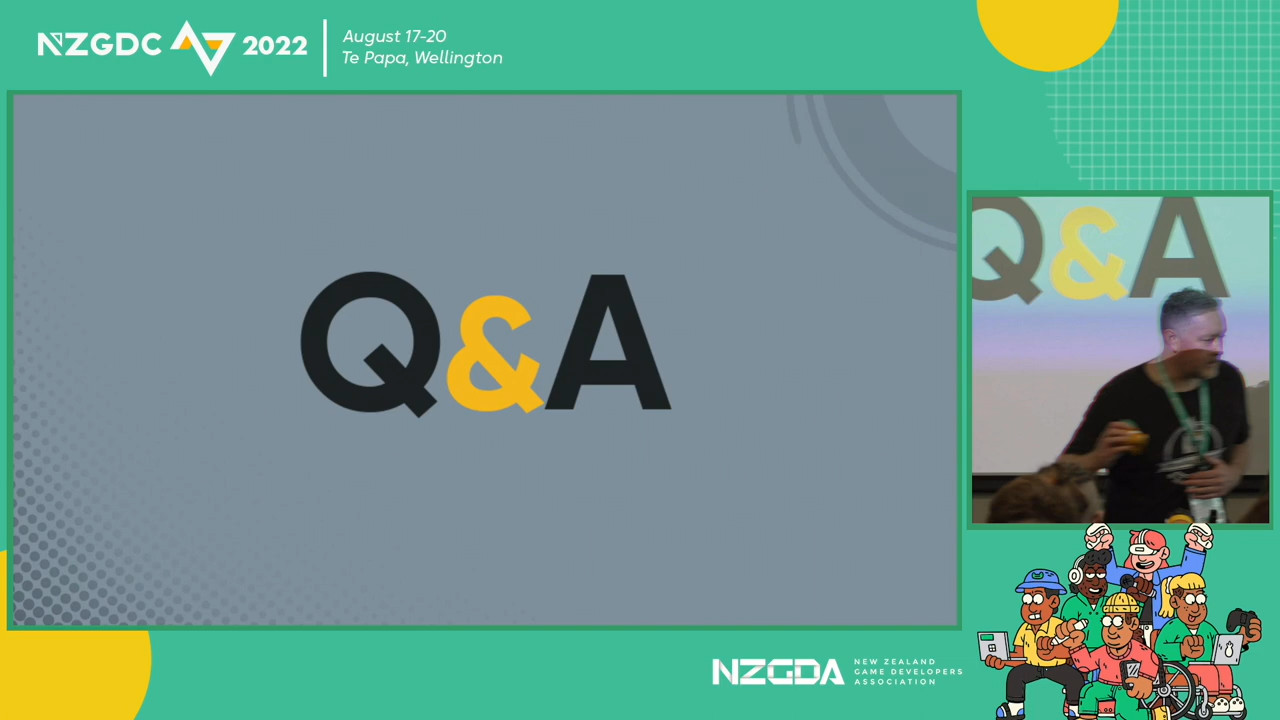 NZGDC 2022
August 17-20
Te Papa, Wellington
Q&A
Q&A
NZGDA NEW ZEALAND
GAME DEVELOPERS
ASSOCIATION